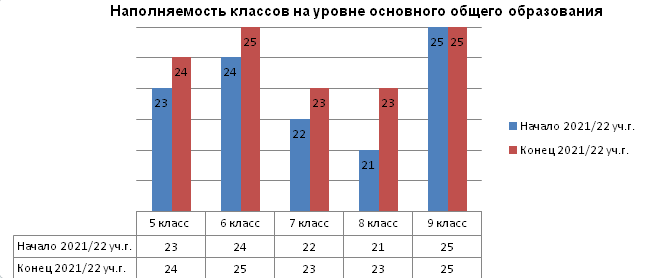 Наполняемость классов на уровне основного общего образования
23 24 24 25 22 23 21 23 25 25
Начало 2021/22 уч.г.
Конец 2021/22 уч.г.
5 класс 6 класс 7 класс 8 класс 9 класс
Начало 2021/22 уч.г. 23 24 22 21 25
Конец 2021/22 уч.г. 24 25 23 23 25